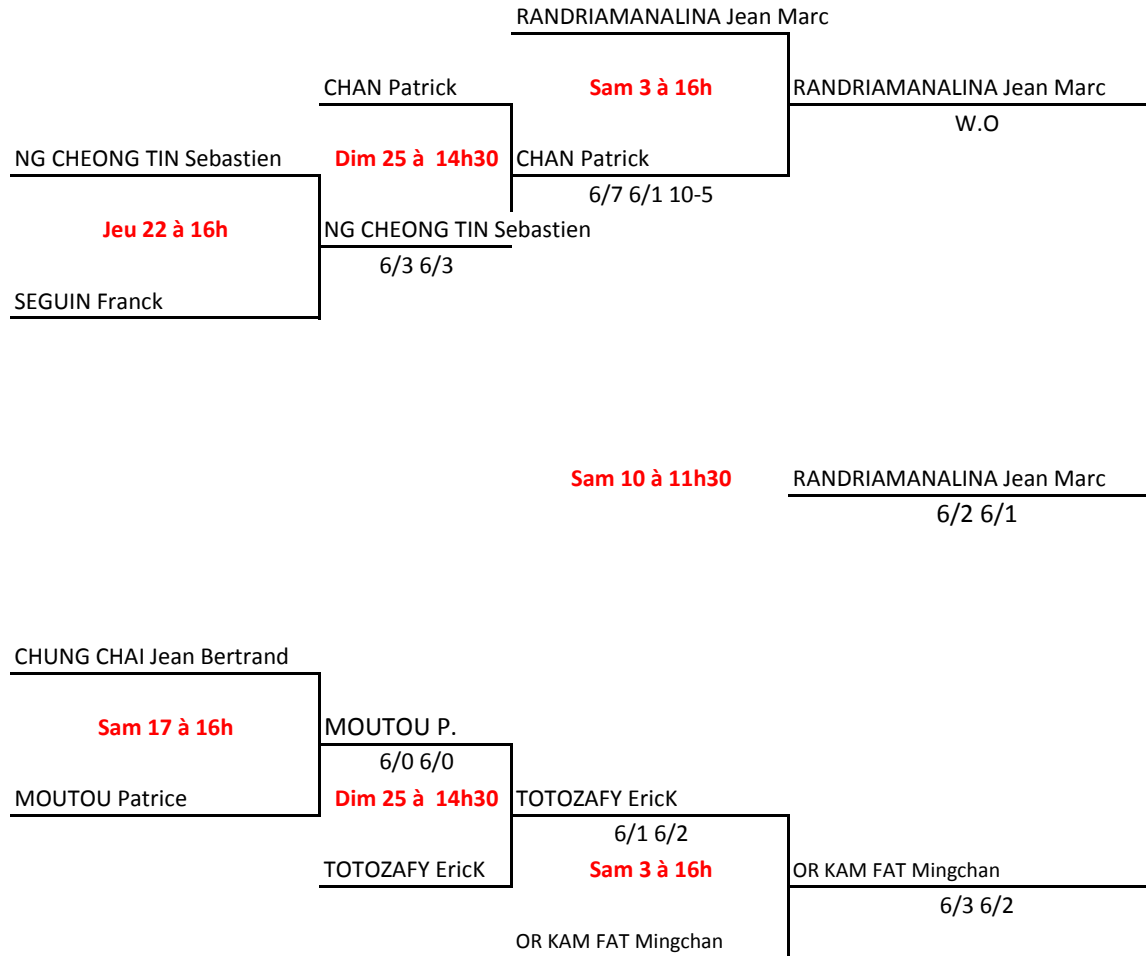 RANDRIAMANALINA Jean Marc
CHAN Patrick
Sam 3 à 16h
RANDRIAMANALINA Jean Marc
W.O
NG CHEONG TIN Sebastien
Dim 25 à 14h30
CHAN Patrick
6/7 6/1 10-5
Jeu 22 à 16h
NG CHEONG TIN Sebastien
6/3 6/3
SEGUIN Franck
Sam 10 à 11h30
RANDRIAMANALINA Jean Marc
6/2 6/1
CHUNG CHAI Jean Bertrand
Sam 17 à 16h
MOUTOU P.
6/0 6/0
MOUTOU Patrice
Dim 25 à 14h30
TOTOZAFY EricK
6/1 6/2
TOTOZAFY EricK
Sam 3 à 16h
OR KAM FAT Mingchan
6/3 6/2
OR KAM FAT Mingchan